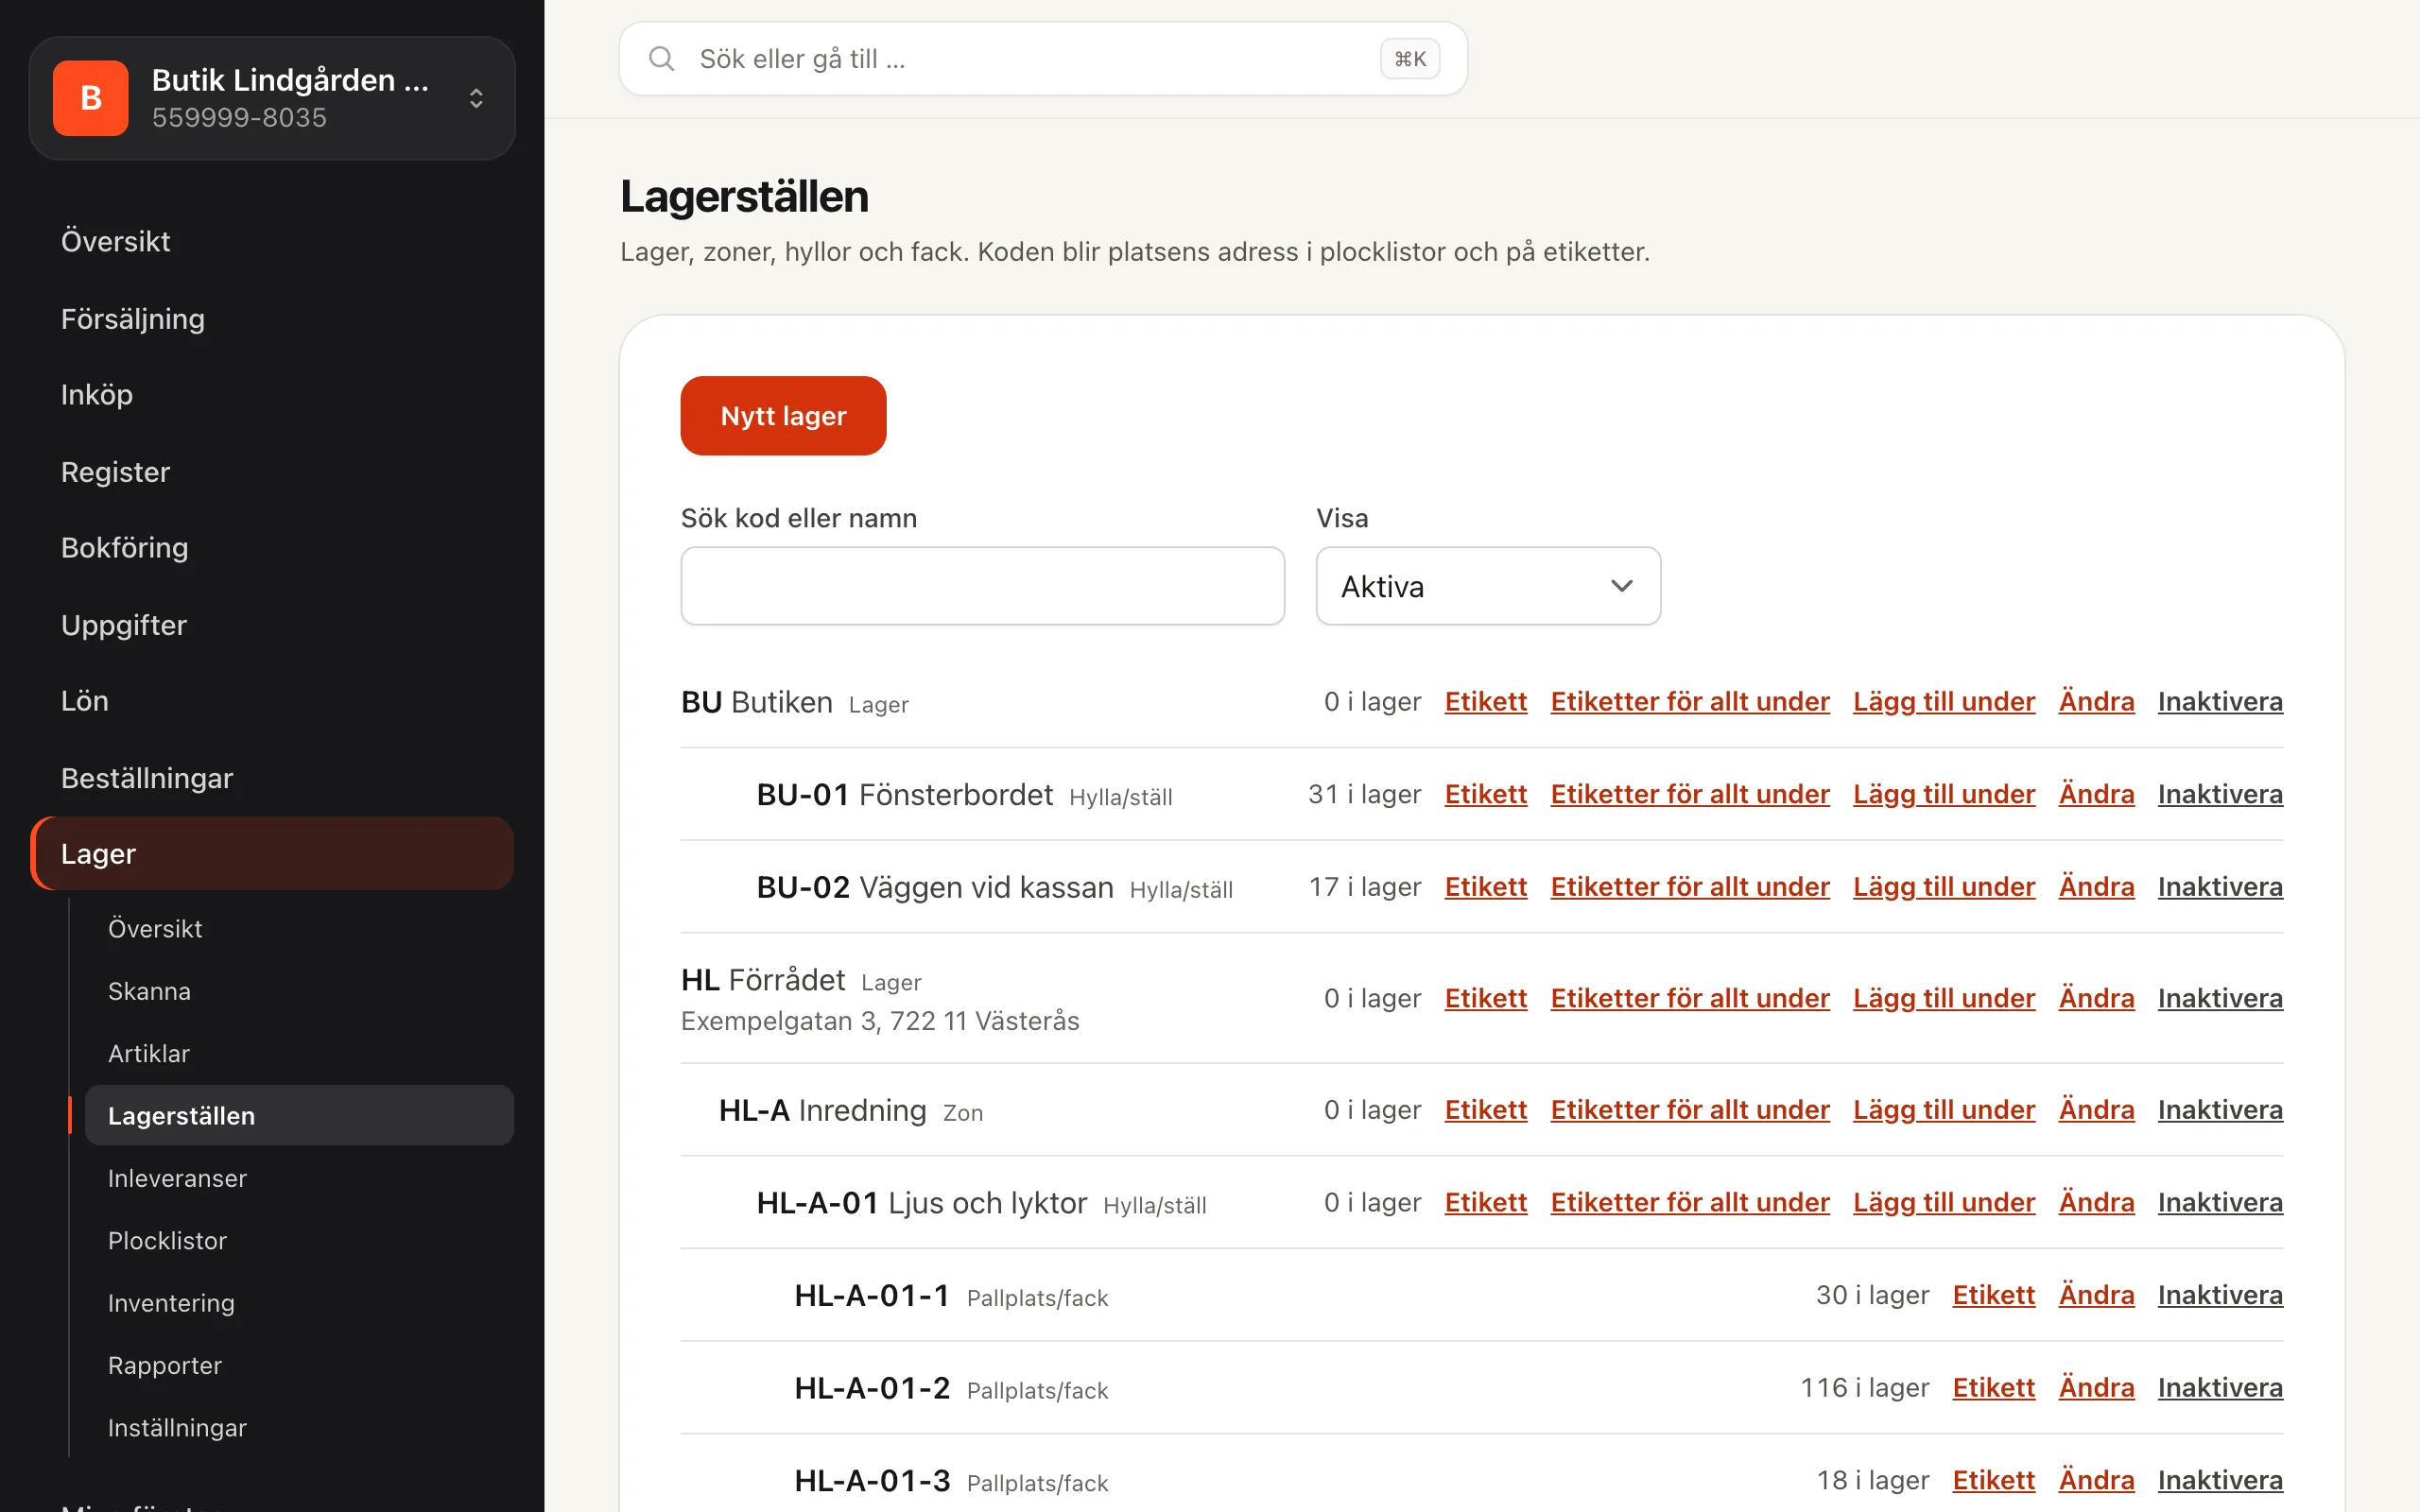 B
Butik Lindgården ...
559999-8035
Översikt
Försäljning
Inköp
Register
Bokföring
Uppgifter
Lön
Beställningar
Lager
Översikt
Skanna
Artiklar
Lagerställen
Inleveranser
Plocklistor
Inventering
Rapporter
Inställningar
Sök eller gå till ... ⌘K
Lagerställen
Lager, zoner, hyllor och fack. Koden blir platsens adress i plocklistor och på etiketter.
Nytt lager
Sök kod eller namn Visa
Aktiva
BU Butiken Lager 0 i lager Etikett Etiketter för allt under Lägg till under Ändra Inaktivera
BU-01 Fönsterbordet Hylla/ställ 31 i lager Etikett Etiketter för allt under Lägg till under Ändra Inaktivera
BU-02 Väggen vid kassan Hylla/ställ 17 i lager Etikett Etiketter för allt under Lägg till under Ändra Inaktivera
HL Förrådet Lager 0 i lager Etikett Etiketter för allt under Lägg till under Ändra Inaktivera
Exempelgatan 3, 722 11 Västerås
HL-A Inredning Zon 0 i lager Etikett Etiketter för allt under Lägg till under Ändra Inaktivera
HL-A-01 Ljus och lyktor Hylla/ställ 0 i lager Etikett Etiketter för allt under Lägg till under Ändra Inaktivera
HL-A-01-1 Pallplats/fack 30 i lager Etikett Ändra Inaktivera
HL-A-01-2 Pallplats/fack 116 i lager Etikett Ändra Inaktivera
HL-A-01-3 Pallplats/fack 18 i lager Etikett Ändra Inaktivera